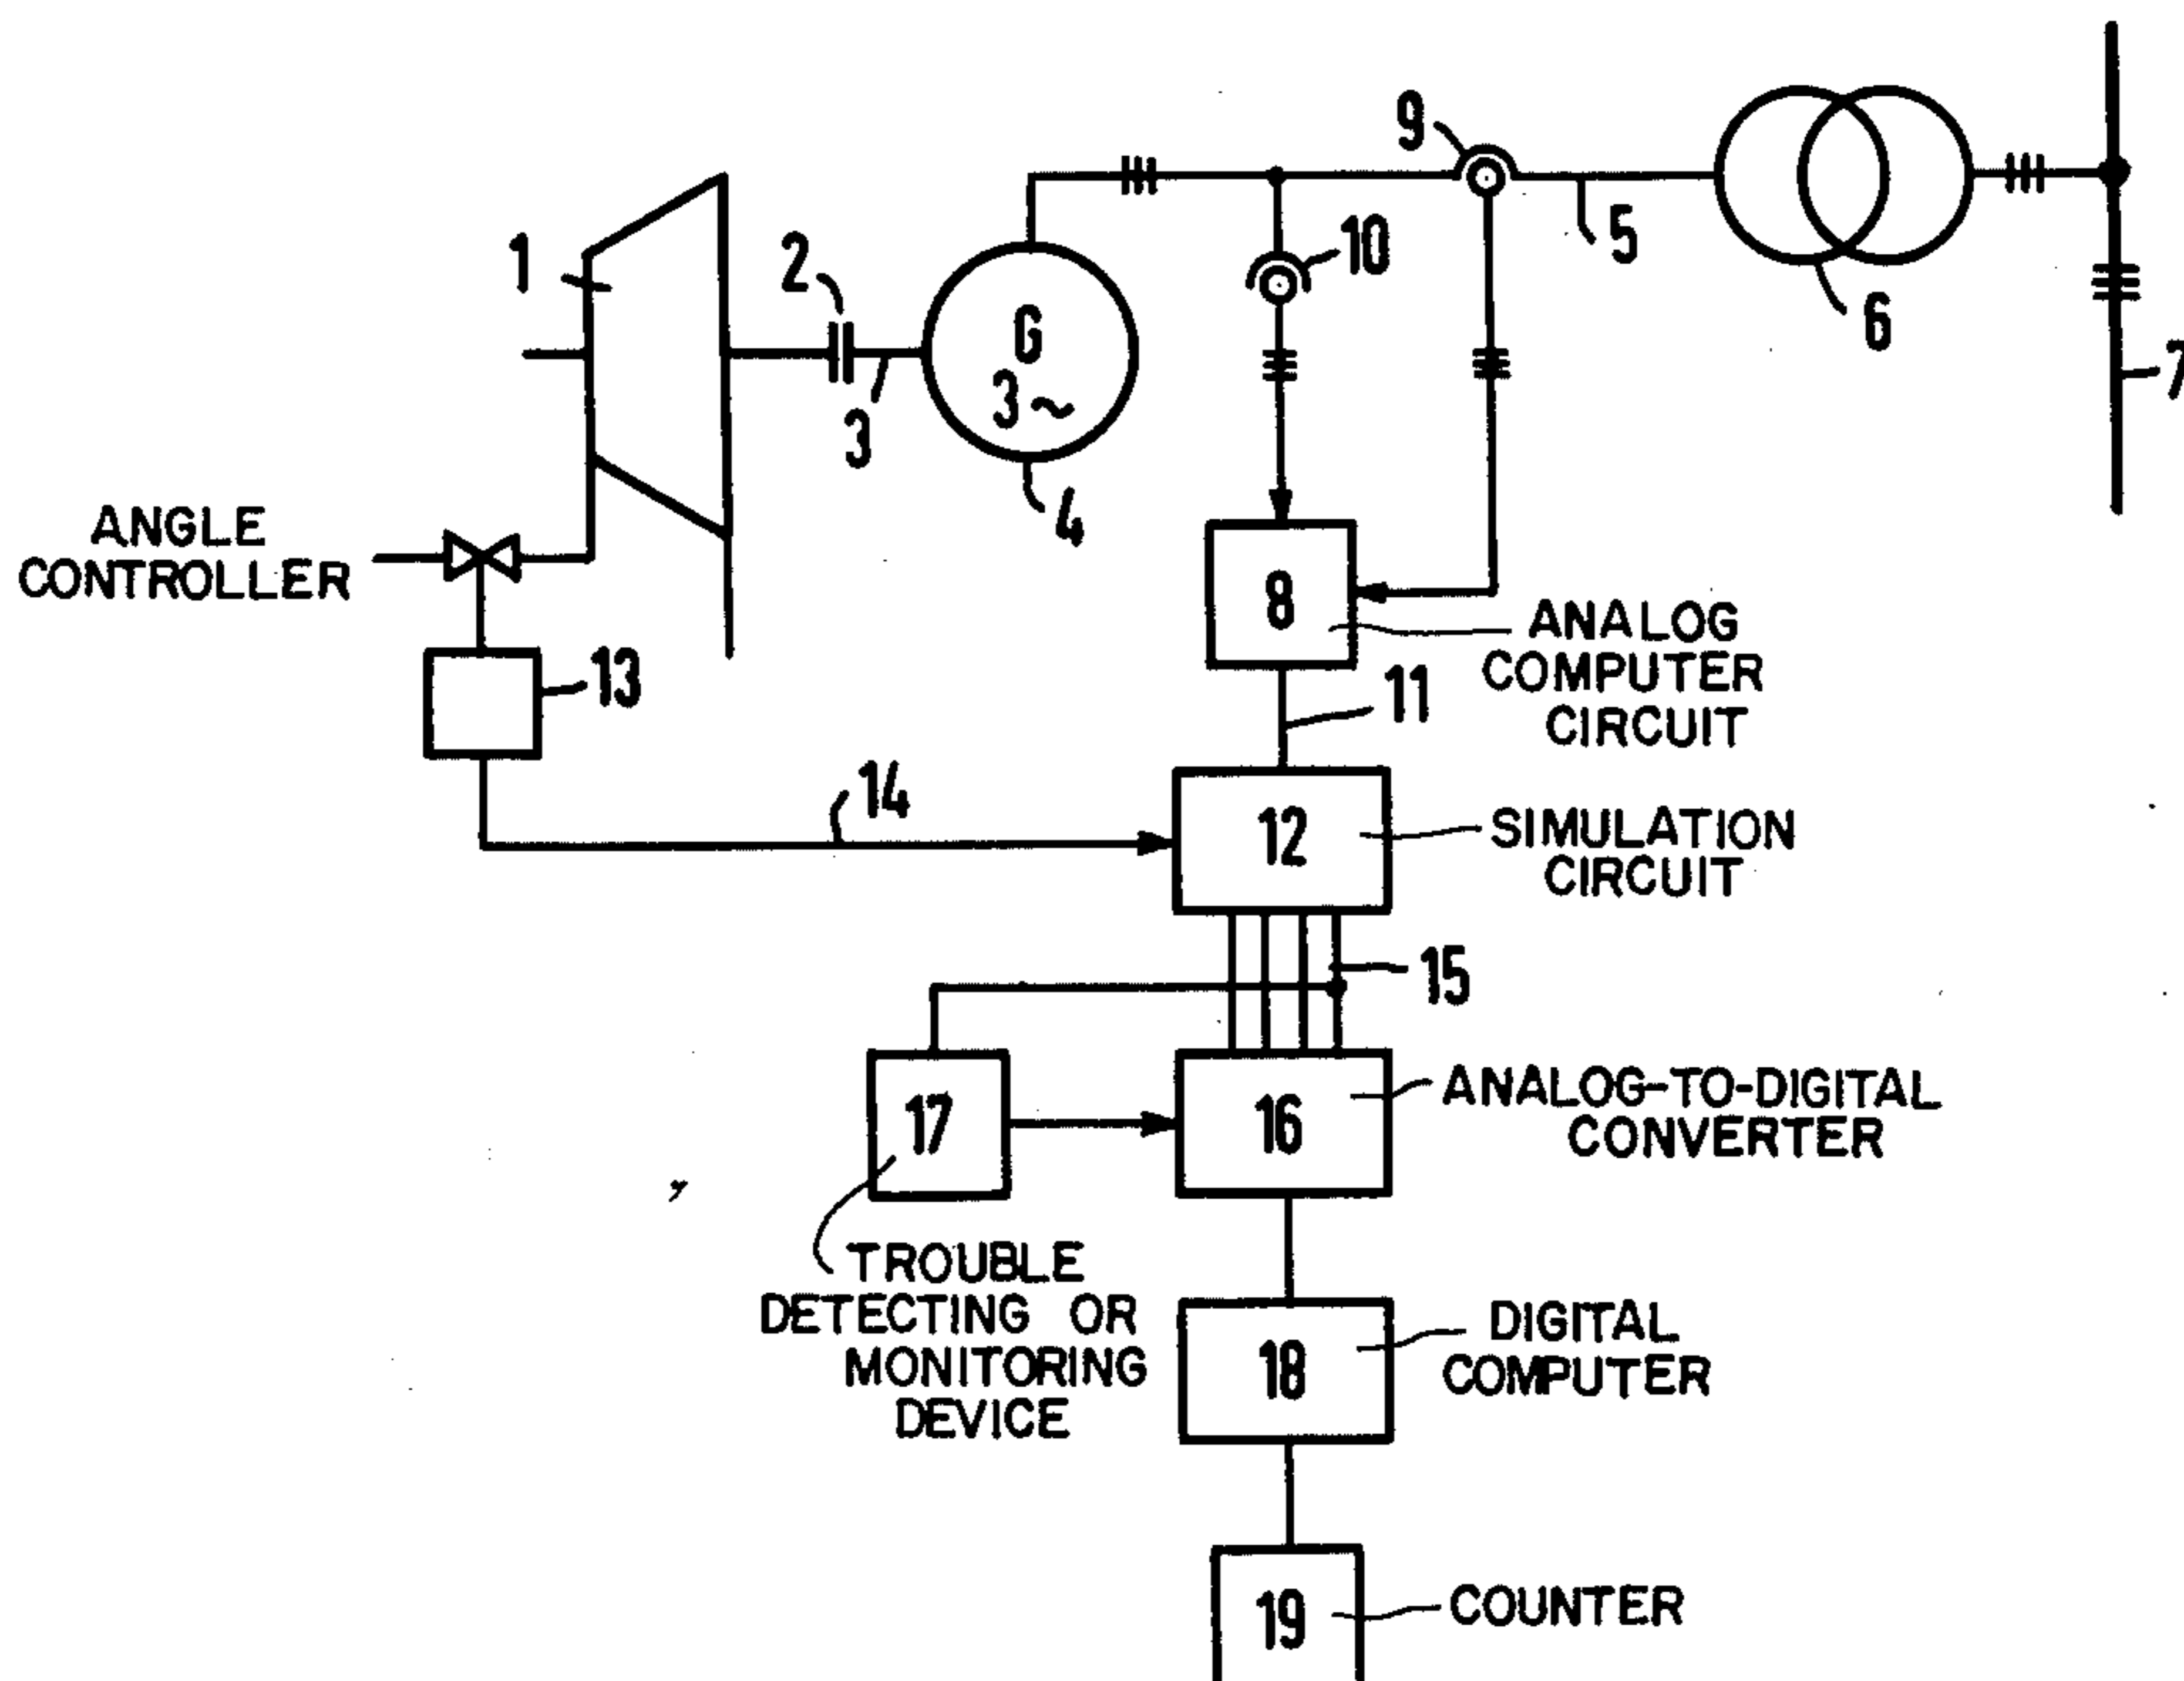 1
2
3
G
3~
4
9
10
5
6
7
ANGLE
CONTROLLER
13
8
ANALOG
COMPUTER
CIRCUIT
11
14
12
SIMULATION
CIRCUIT
15
17
16
ANALOG-TO-DIGITAL
CONVERTER
TROUBLE
DETECTING OR
MONITORING
DEVICE
18
DIGITAL
COMPUTER
19
COUNTER